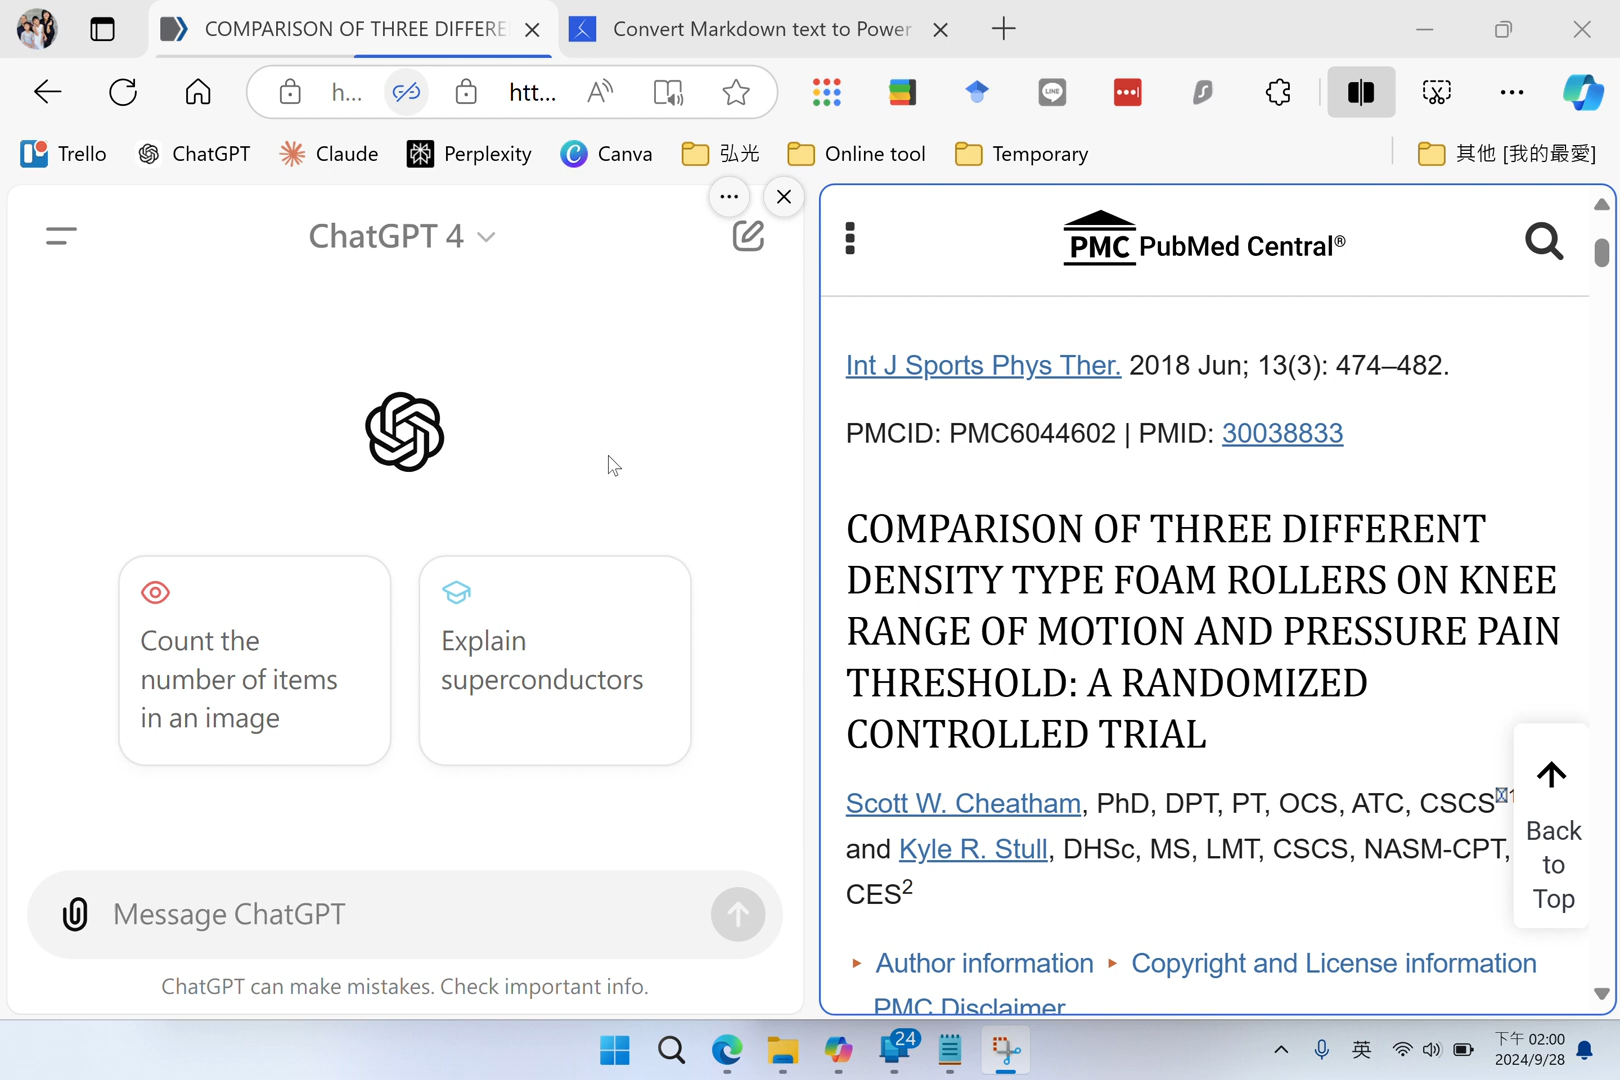 COMPARISON OF THREE DIFFERE
Convert Markdown text to Power
h...
htt...
A
LINE
Trello
ChatGPT
Claude
Perplexity
Canva
弘光
Online tool
Temporary
其他 [我的最愛]
ChatGPT 4
Count the
number of items
in an image
Explain
superconductors
Message ChatGPT
ChatGPT can make mistakes. Check important info.
PMC PubMed Central®
Int J Sports Phys Ther. 2018 Jun; 13(3): 474–482.
PMCID: PMC6044602 | PMID: 30038833
COMPARISON OF THREE DIFFERENT
DENSITY TYPE FOAM ROLLERS ON KNEE
RANGE OF MOTION AND PRESSURE PAIN
THRESHOLD: A RANDOMIZED
CONTROLLED TRIAL
Scott W. Cheatham, PhD, DPT, PT, OCS, ATC, CSCS
and Kyle R. Stull, DHSc, MS, LMT, CSCS, NASM-CPT,
CES2
Back
to
Top
Author information
Copyright and License information
PMC Disclaimer
24
英
下午 02:00
2024/9/28